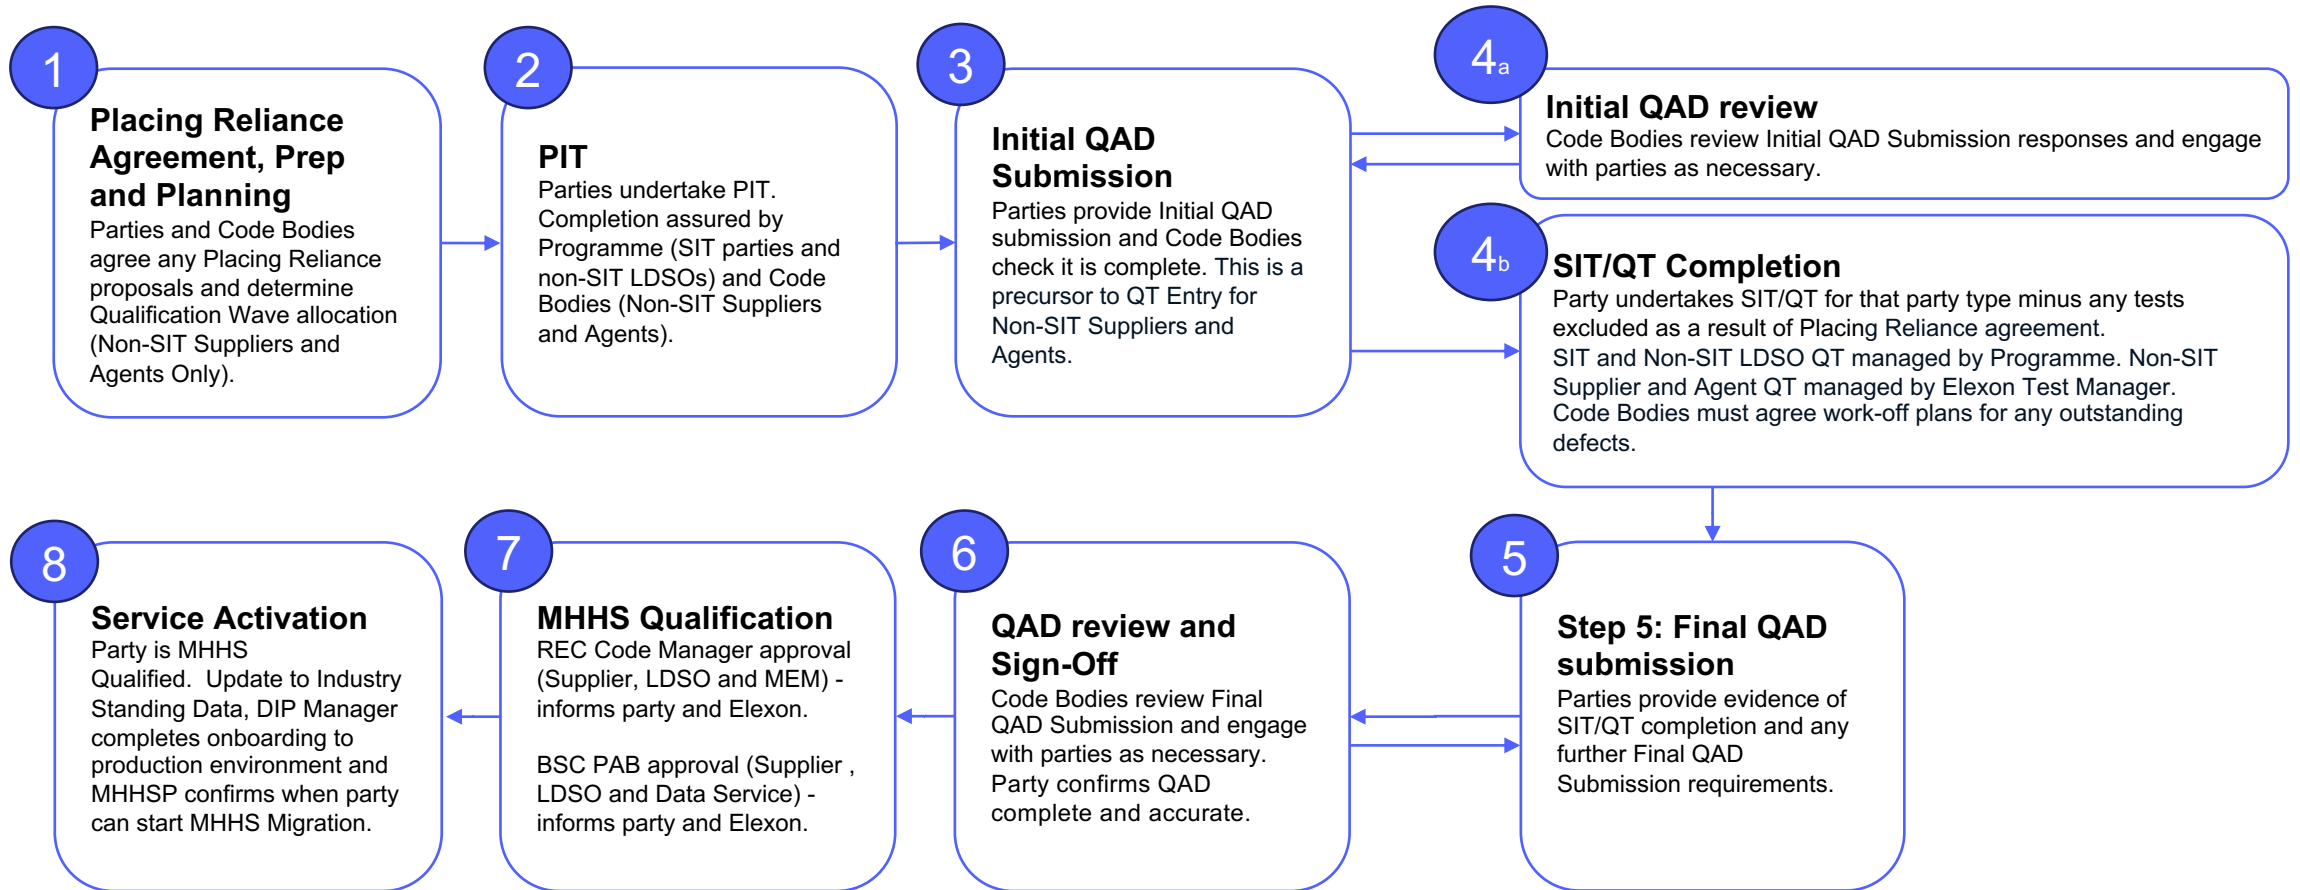 1
Placing Reliance
Agreement, Prep
and Planning
Parties and Code Bodies
agree any Placing Reliance
proposals and determine
Qualification Wave allocation
(Non-SIT Suppliers and
Agents Only).
2
PIT
Parties undertake PIT.
Completion assured by
Programme (SIT parties and
non-SIT LDSOs) and Code
Bodies (Non-SIT Suppliers
and Agents).
3
Initial QAD
Submission
Parties provide Initial QAD
submission and Code Bodies
check it is complete. This is a
precursor to QT Entry for
Non-SIT Suppliers and
Agents.
4a
Initial QAD review
Code Bodies review Initial QAD Submission responses and engage
with parties as necessary.
4b
SIT/QT Completion
Party undertakes SIT/QT for that party type minus any tests
excluded as a result of Placing Reliance agreement.
SIT and Non-SIT LDSO QT managed by Programme. Non-SIT
Supplier and Agent QT managed by Elexon Test Manager.
Code Bodies must agree work-off plans for any outstanding
defects.
5
Step 5: Final QAD
submission
Parties provide evidence of
SIT/QT completion and any
further Final QAD
Submission requirements.
6
QAD review and
Sign-Off
Code Bodies review Final
QAD Submission and engage
with parties as necessary.
Party confirms QAD
complete and accurate.
7
MHHS Qualification
REC Code Manager approval
(Supplier, LDSO and MEM) -
informs party and Elexon.
BSC PAB approval (Supplier ,
LDSO and Data Service) -
informs party and Elexon.
8
Service Activation
Party is MHHS
Qualified. Update to Industry
Standing Data, DIP Manager
completes onboarding to
production environment and
MHHSP confirms when party
can start MHHS Migration.